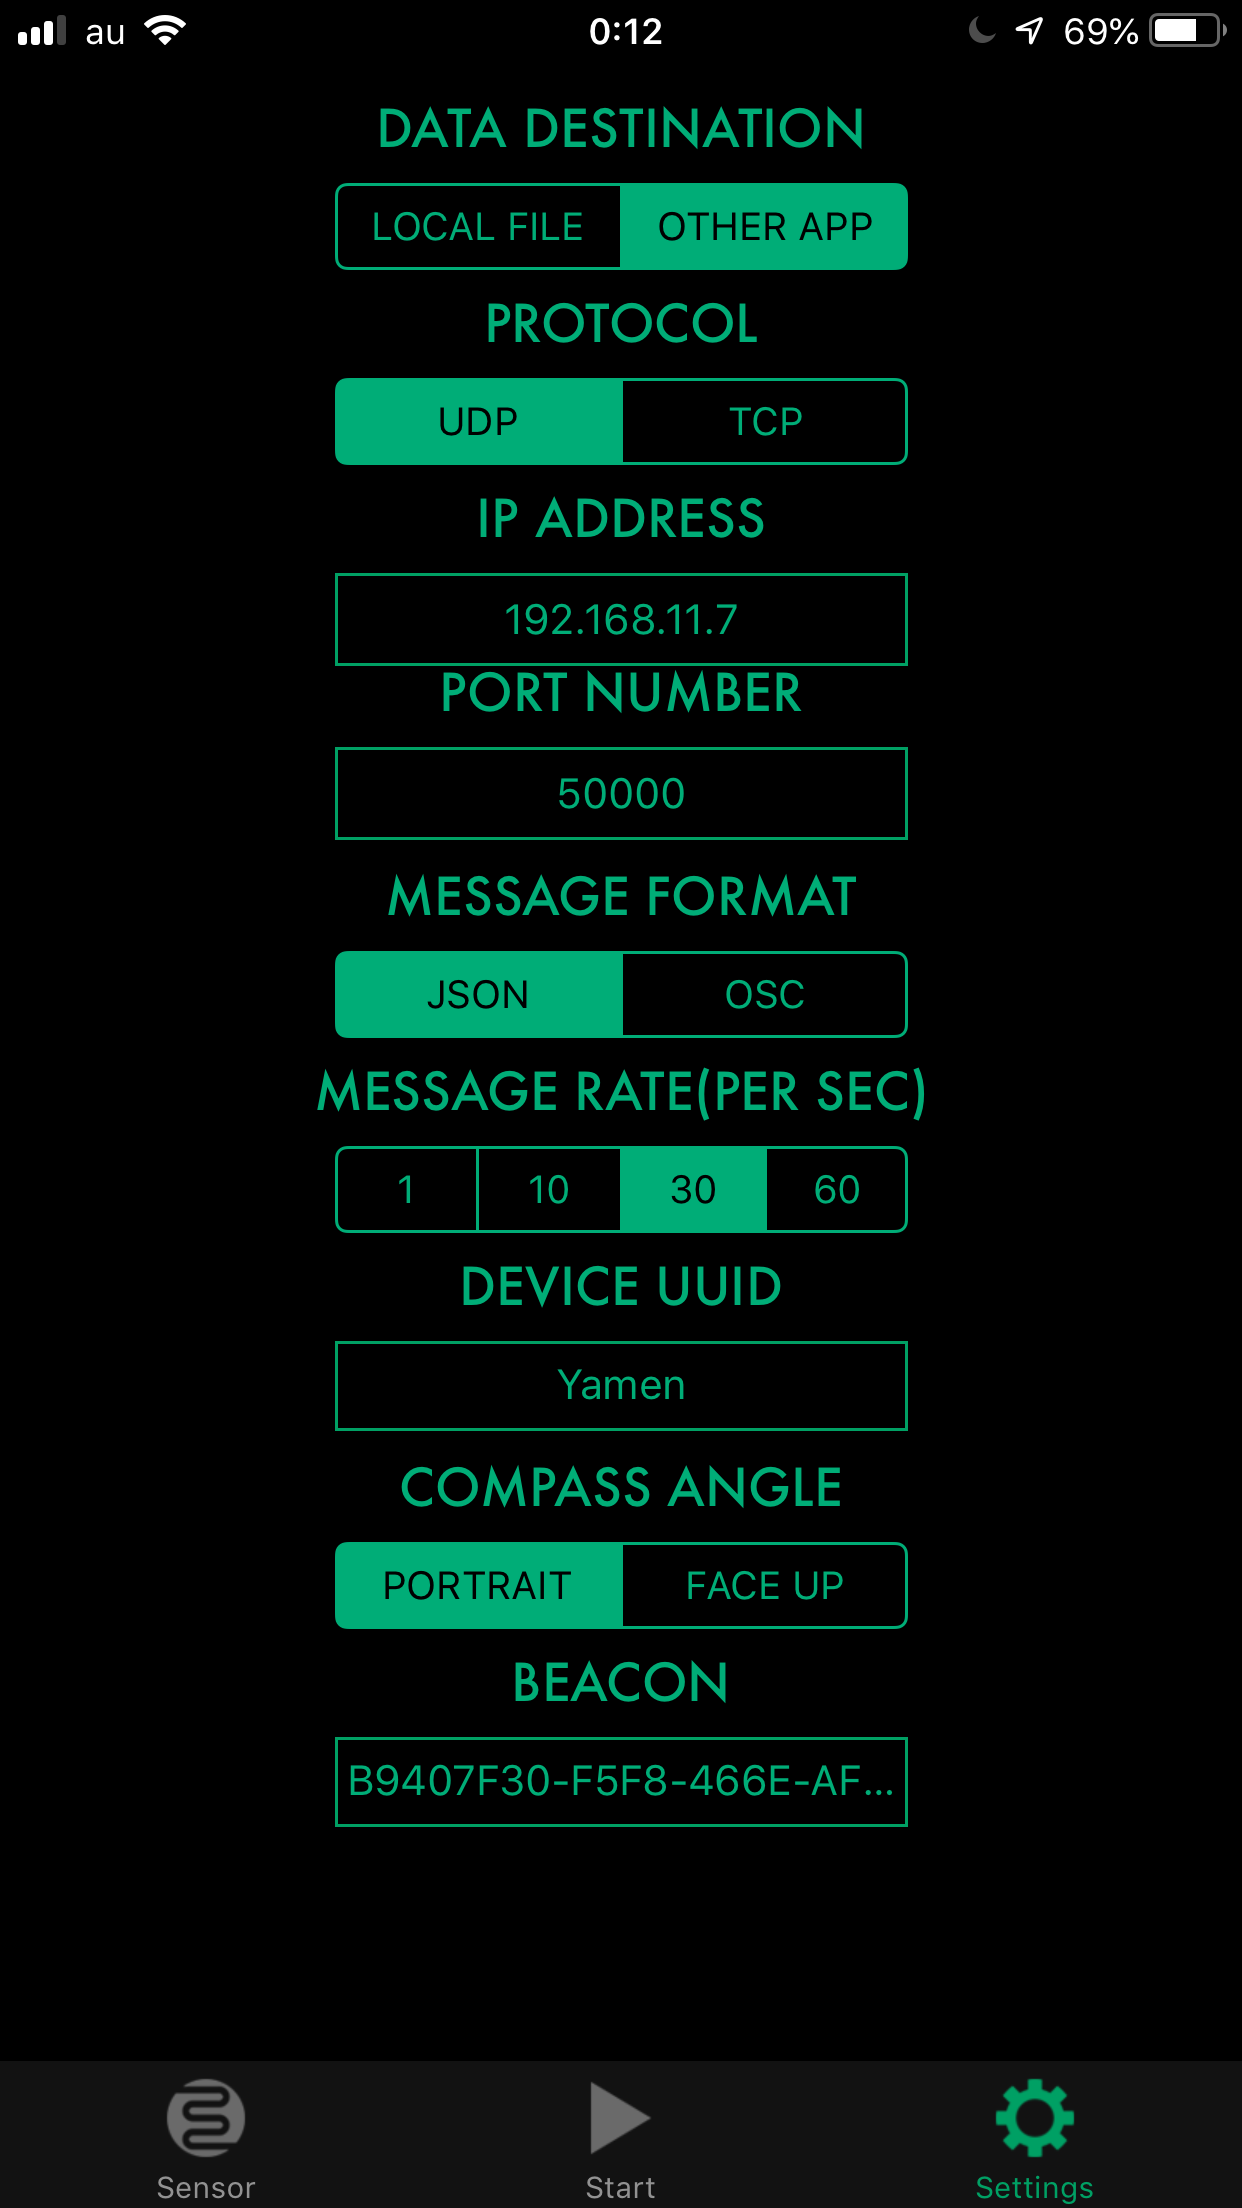 au 0:12 69%
DATA DESTINATION
LOCAL FILE OTHER APP
PROTOCOL
UDP TCP
IP ADDRESS
192.168.11.7
PORT NUMBER
50000
MESSAGE FORMAT
JSON OSC
MESSAGE RATE(PER SEC)
1 10 30 60
DEVICE UUID
Yamen
COMPASS ANGLE
PORTRAIT FACE UP
BEACON
B9407F30-F5F8-466E-AF...
Sensor Start Settings